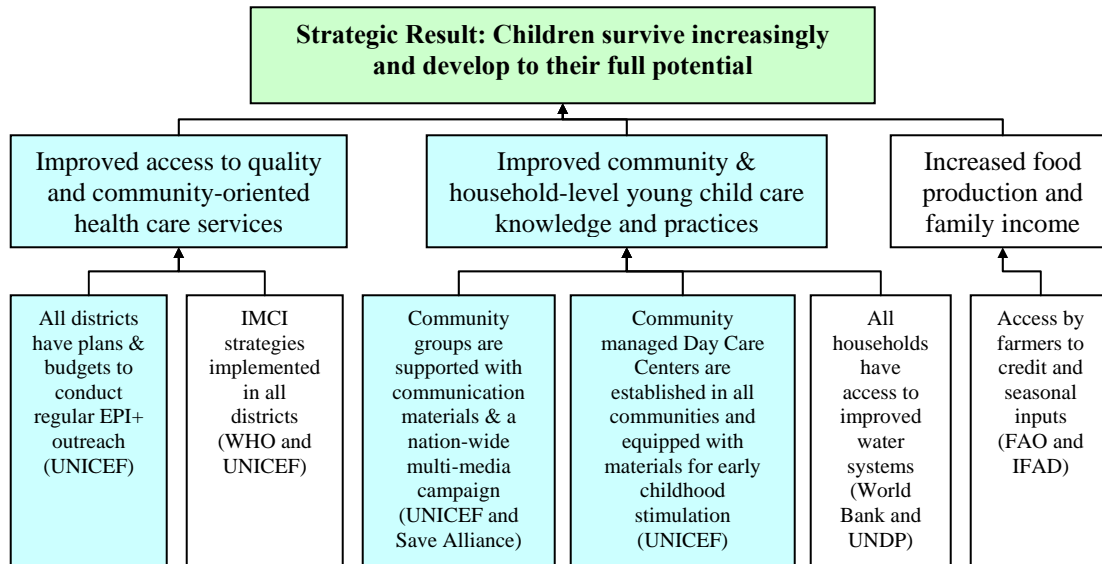 Strategic Result: Children survive increasingly
and develop to their full potential
Improved access to quality
and community-oriented
health care services
Improved community &
household-level young child care
knowledge and practices
Increased food
production and
family income
All districts
have plans &
budgets to
conduct
regular EPI+
outreach
(UNICEF)
IMCI
strategies
implemented
in all
districts
(WHO and
UNICEF)
Community
groups are
supported with
communication
materials & a
nation-wide
multi-media
campaign
(UNICEF and
Save Alliance)
Community
managed Day Care
Centers are
established in all
communities and
equipped with
materials for early
childhood
stimulation
(UNICEF)
All
households
have
access to
improved
water
systems
(World
Bank and
UNDP)
Access by
farmers to
credit and
seasonal
inputs
(FAO and
IFAD)